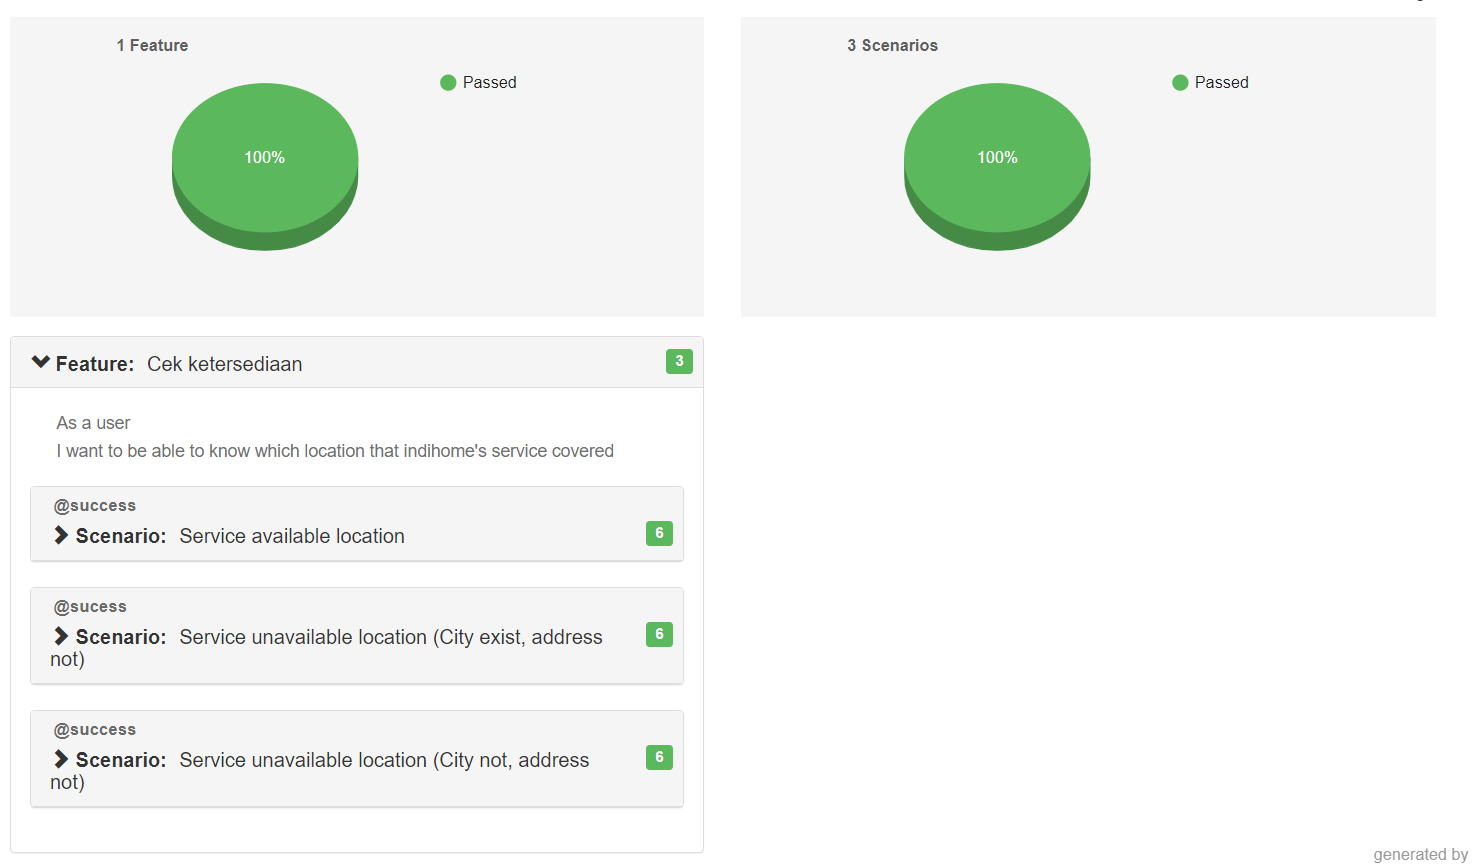 1 Feature
Passed
100%
3 Scenarios
Passed
100%
Feature: Cek ketersediaan 3
As a user
I want to be able to know which location that indihome's service covered
@success
Scenario: Service available location 6
@sucess
Scenario: Service unavailable location (City exist, address 6
not)
@success
Scenario: Service unavailable location (City not, address 6
not)
generated by